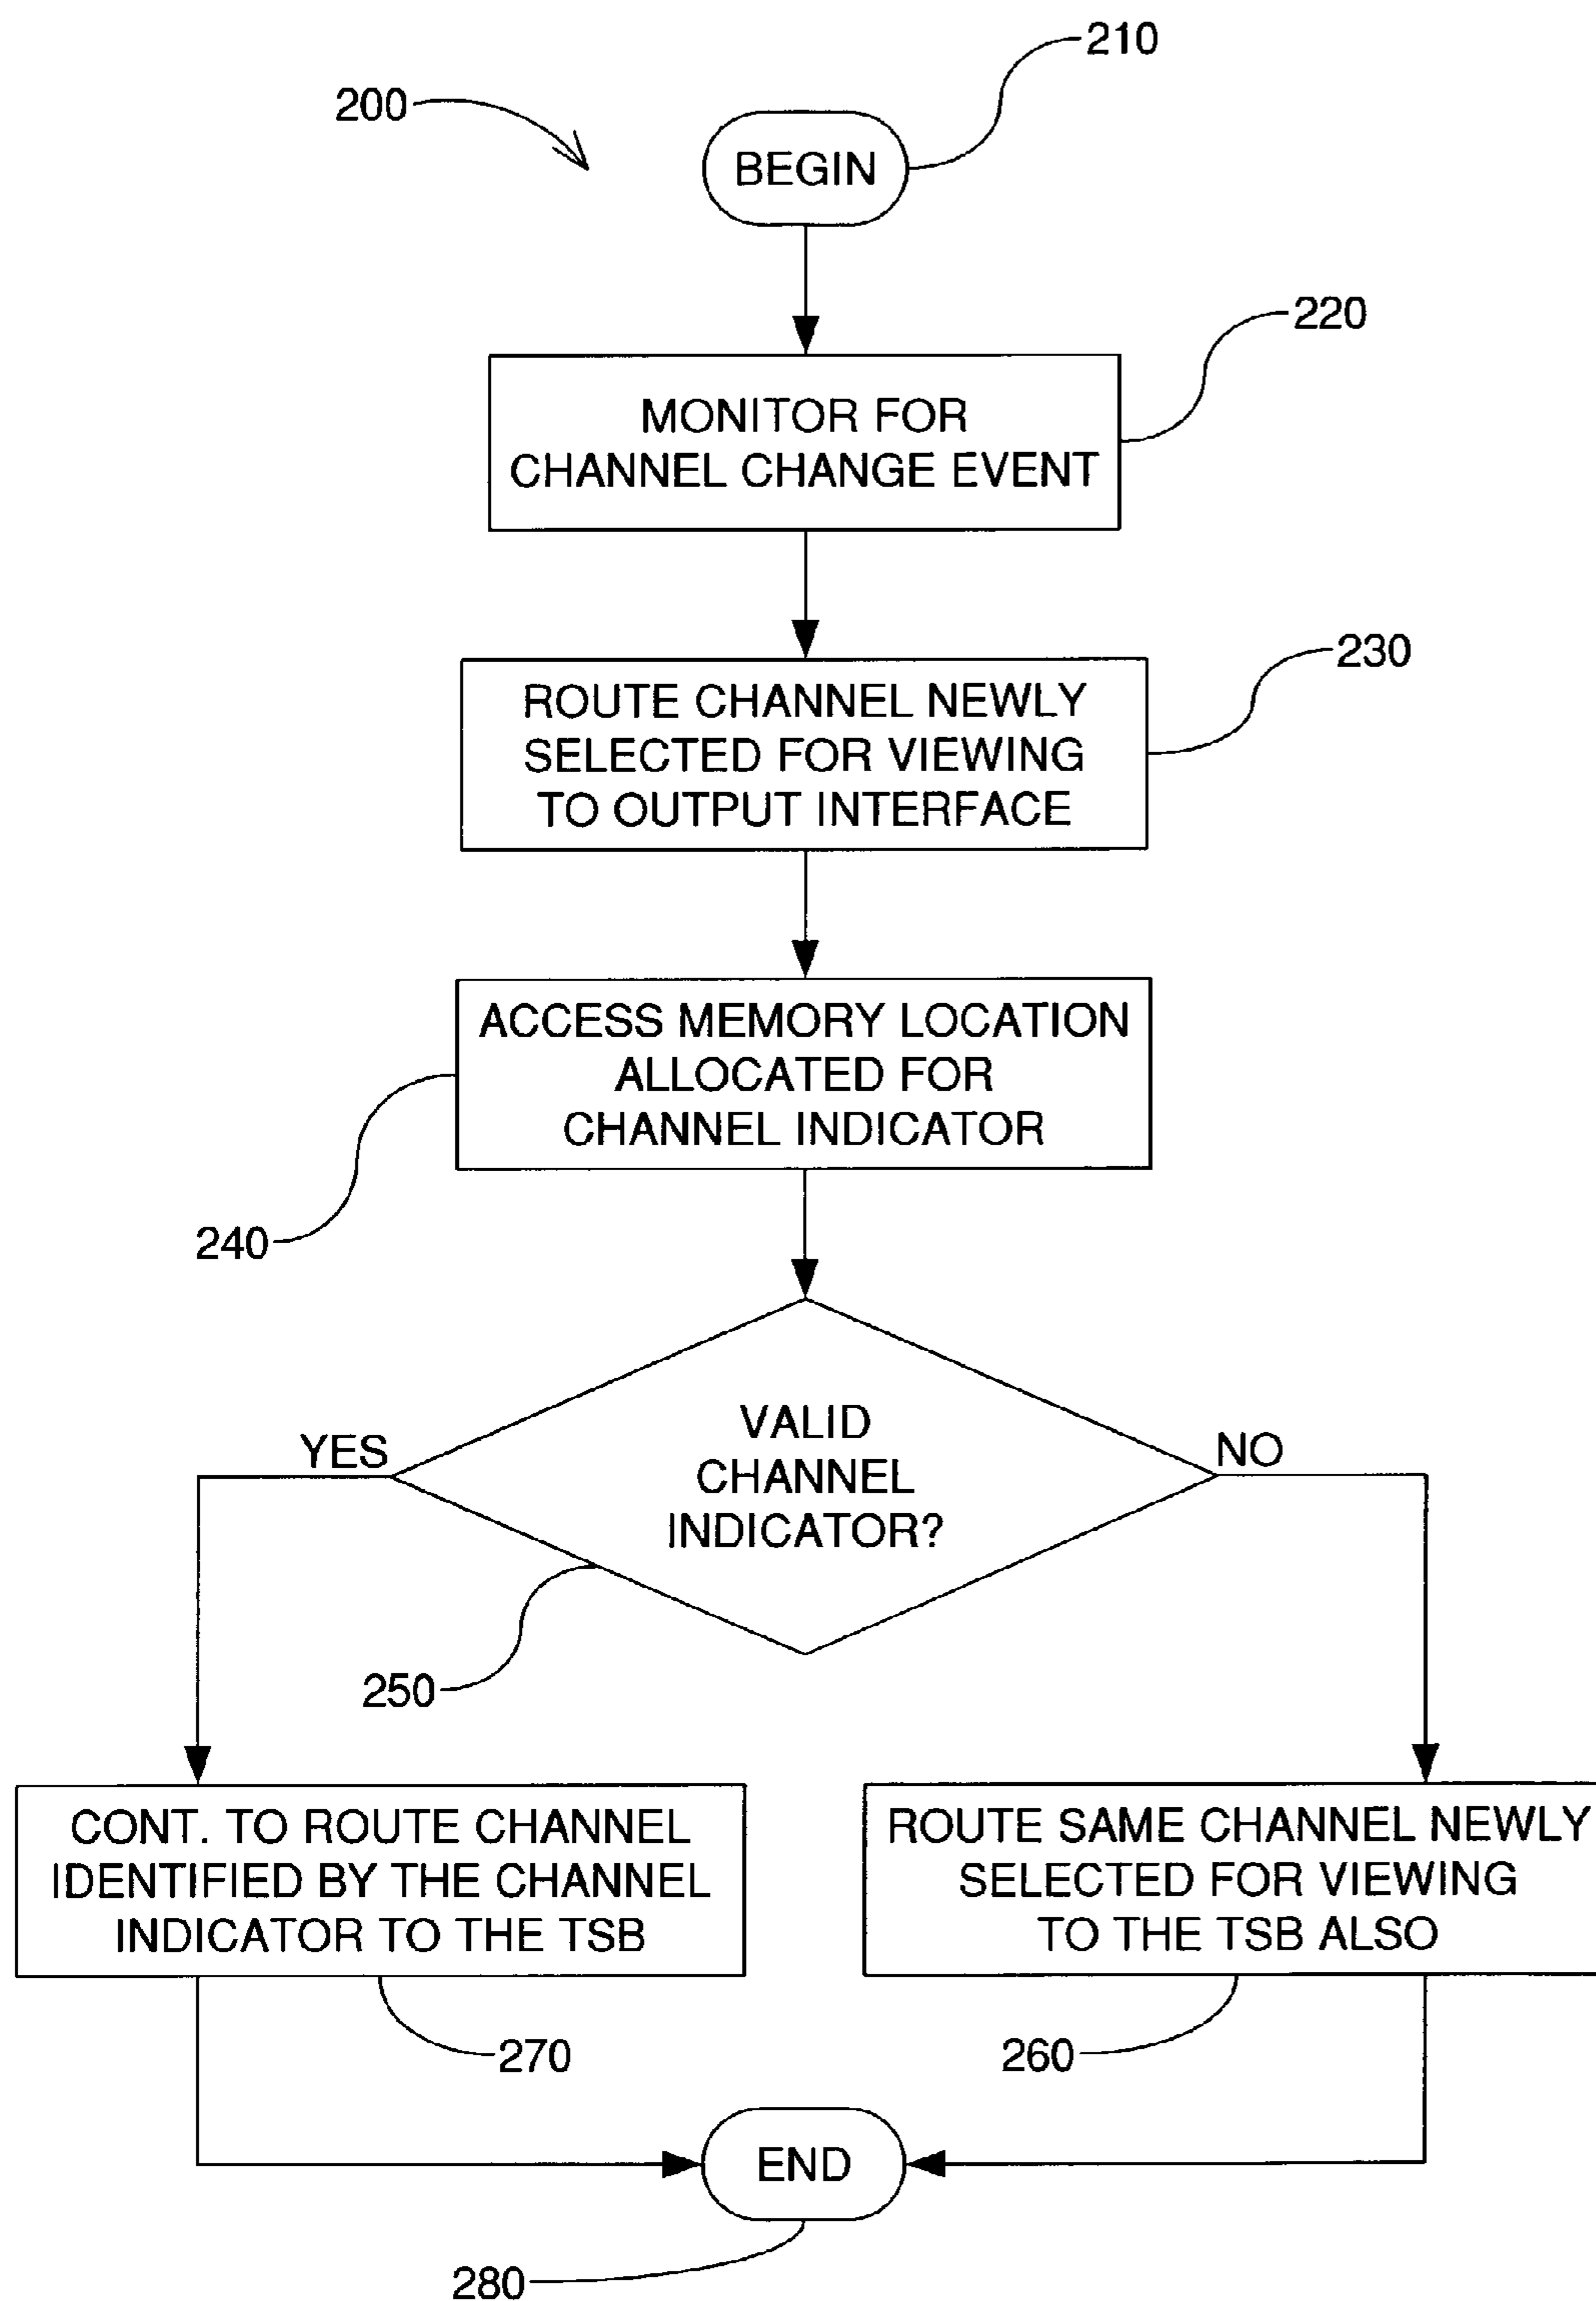 210
200
BEGIN
220
MONITOR FOR
CHANNEL CHANGE EVENT
230
ROUTE CHANNEL NEWLY
SELECTED FOR VIEWING
TO OUTPUT INTERFACE
ACCESS MEMORY LOCATION
ALLOCATED FOR
CHANNEL INDICATOR
240
VALID
CHANNEL
INDICATOR?
YES
NO
250
CONT. TO ROUTE CHANNEL
IDENTIFIED BY THE CHANNEL
INDICATOR TO THE TSB
ROUTE SAME CHANNEL NEWLY
SELECTED FOR VIEWING
TO THE TSB ALSO
270
260
END
280